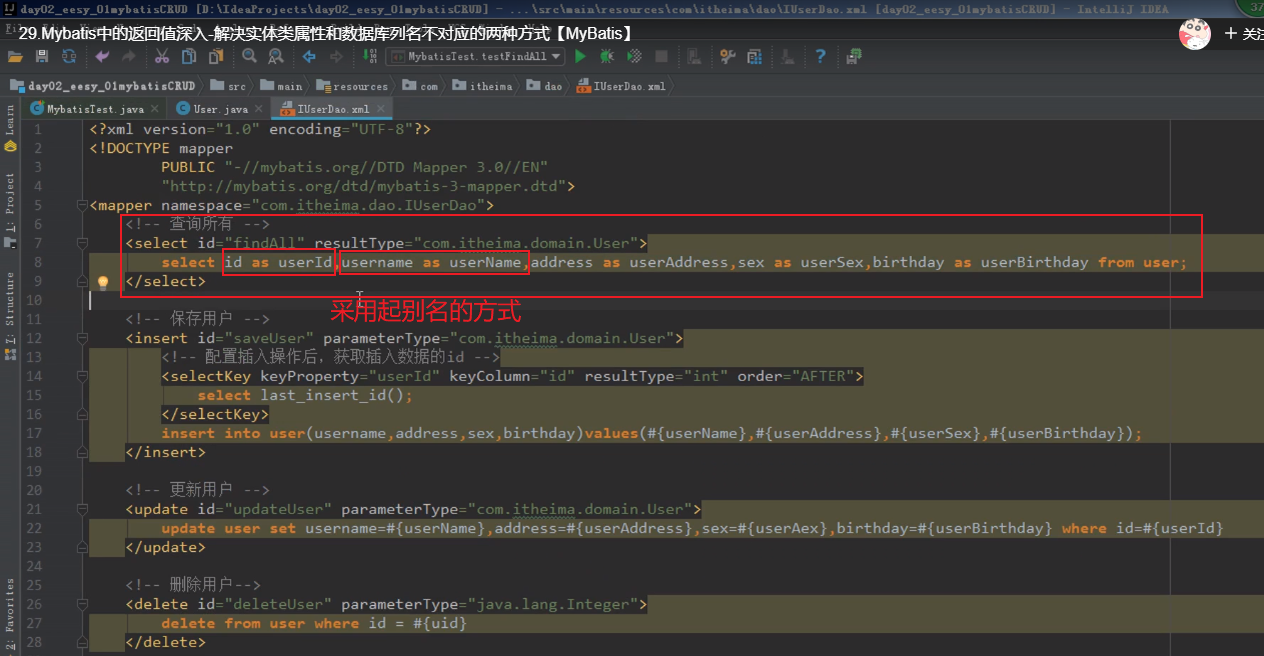 day02_eesy_01mybatisCRUD [D:\IdeaProjects\day02_eesy_01mybatisCRUD] - ...\src\main\resources\com\itheima\dao\IUserDao.xml [day02_eesy_01mybatisCRUD] - IntelliJ IDEA
37
29.Mybatis中的返回值深入-解决实体类属性和数据库列名不对应的两种方式【MyBatis】
+ 关注
MybatisTest.testFindAll
day02_eesy_01mybatisCRUD src main resources com itheima dao IUserDao.xml
MybatisTest.java × User.java × IUserDao.xml ×
Learn
1: Project
7: Structure
2: Favorites
1 <?xml version="1.0" encoding="UTF-8"?>
2 <!DOCTYPE mapper
3 PUBLIC "-//mybatis.org//DTD Mapper 3.0//EN"
4 "http://mybatis.org/dtd/mybatis-3-mapper.dtd">
5 <mapper namespace="com.itheima.dao.IUserDao">
6 <!-- 查询所有 -->
7 <select id="findAll" resultType="com.itheima.domain.User">
8 select id as userId,username as userName,address as userAddress,sex as userSex,birthday as userBirthday from user;
9 </select>
10
采用起别名的方式
11 <!-- 保存用户 -->
12 <insert id="saveUser" parameterType="com.itheima.domain.User">
13 <!-- 配置插入操作后，获取插入数据的id -->
14 <selectKey keyProperty="userId" keyColumn="id" resultType="int" order="AFTER">
15 select last_insert_id();
16 </selectKey>
17 insert into user(username,address,sex,birthday)values(#{userName},#{userAddress},#{userSex},#{userBirthday});
18 </insert>
19
20 <!-- 更新用户 -->
21 <update id="updateUser" parameterType="com.itheima.domain.User">
22 update user set username=#{userName},address=#{userAddress},sex=#{userAex},birthday=#{userBirthday} where id=#{userId}
23 </update>
24
25 <!-- 删除用户-->
26 <delete id="deleteUser" parameterType="java.lang.Integer">
27 delete from user where id = #{uid}
28 </delete>